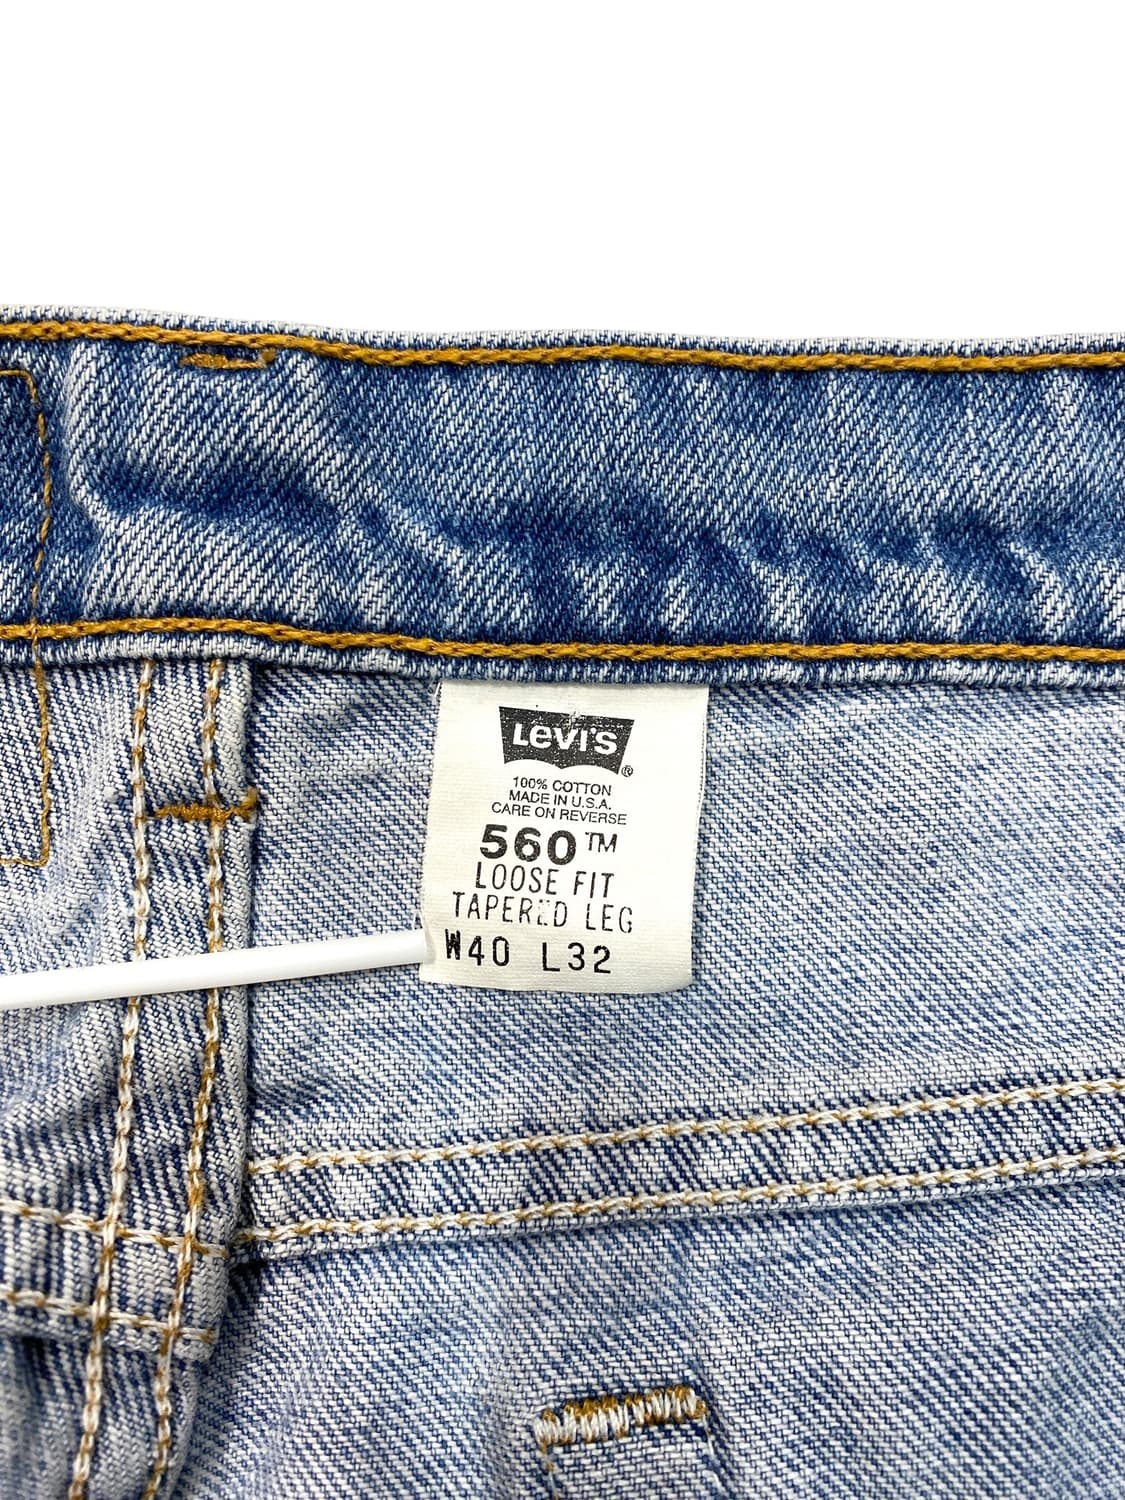 Levi's ®
100% COTTON
MADE IN U.S.A.
CARE ON REVERSE
560™
LOOSE FIT
TAPERED LEG
W40 L32